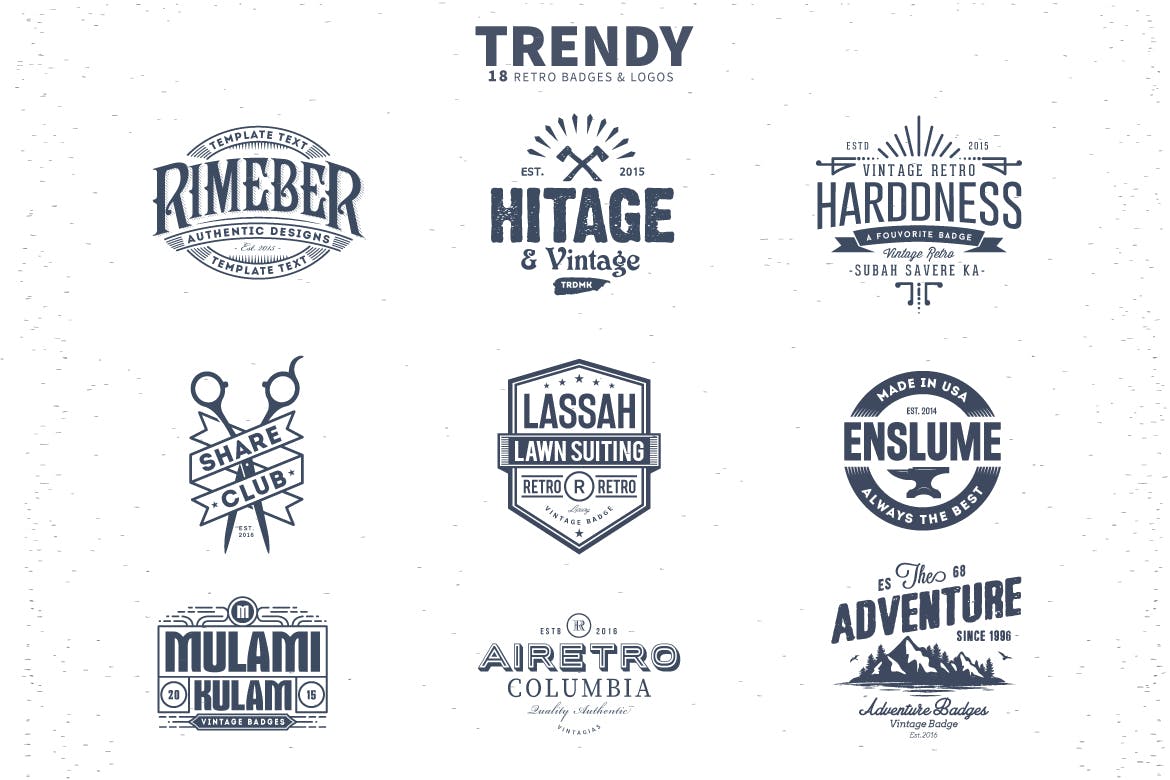 TRENDY
18 RETRO BADGES & LOGOS
TEMPLATE TEXT
RIMEBER
AUTHENTIC DESIGNS
- Est. 2015 -
TEMPLATE TEXT
EST. 2015
HITAGE
& Vintage
TRDMK
ESTD 2015
VINTAGE RETRO
HARDDNESS
A FOUVORITE BADGE
Vintage Retro
-SUBAH SAVERE KA-
SHARE
CLUB
EST.
2016
LASSAH
LAWN SUITING
RETRO R RETRO
Luxury
VINTAGE BADGE
MADE IN USA
EST. 2014
ENSLUME
ALWAYS THE BEST
M
MULAMI
20 KULAM 15
VINTAGE BADGES
ESTB R 2016
AIRETRO
COLUMBIA
Quality Authentic
VINTAGIAS
ES The 68
ADVENTURE
SINCE 1996
Adventure Badges
Vintage Badge
Est.2016